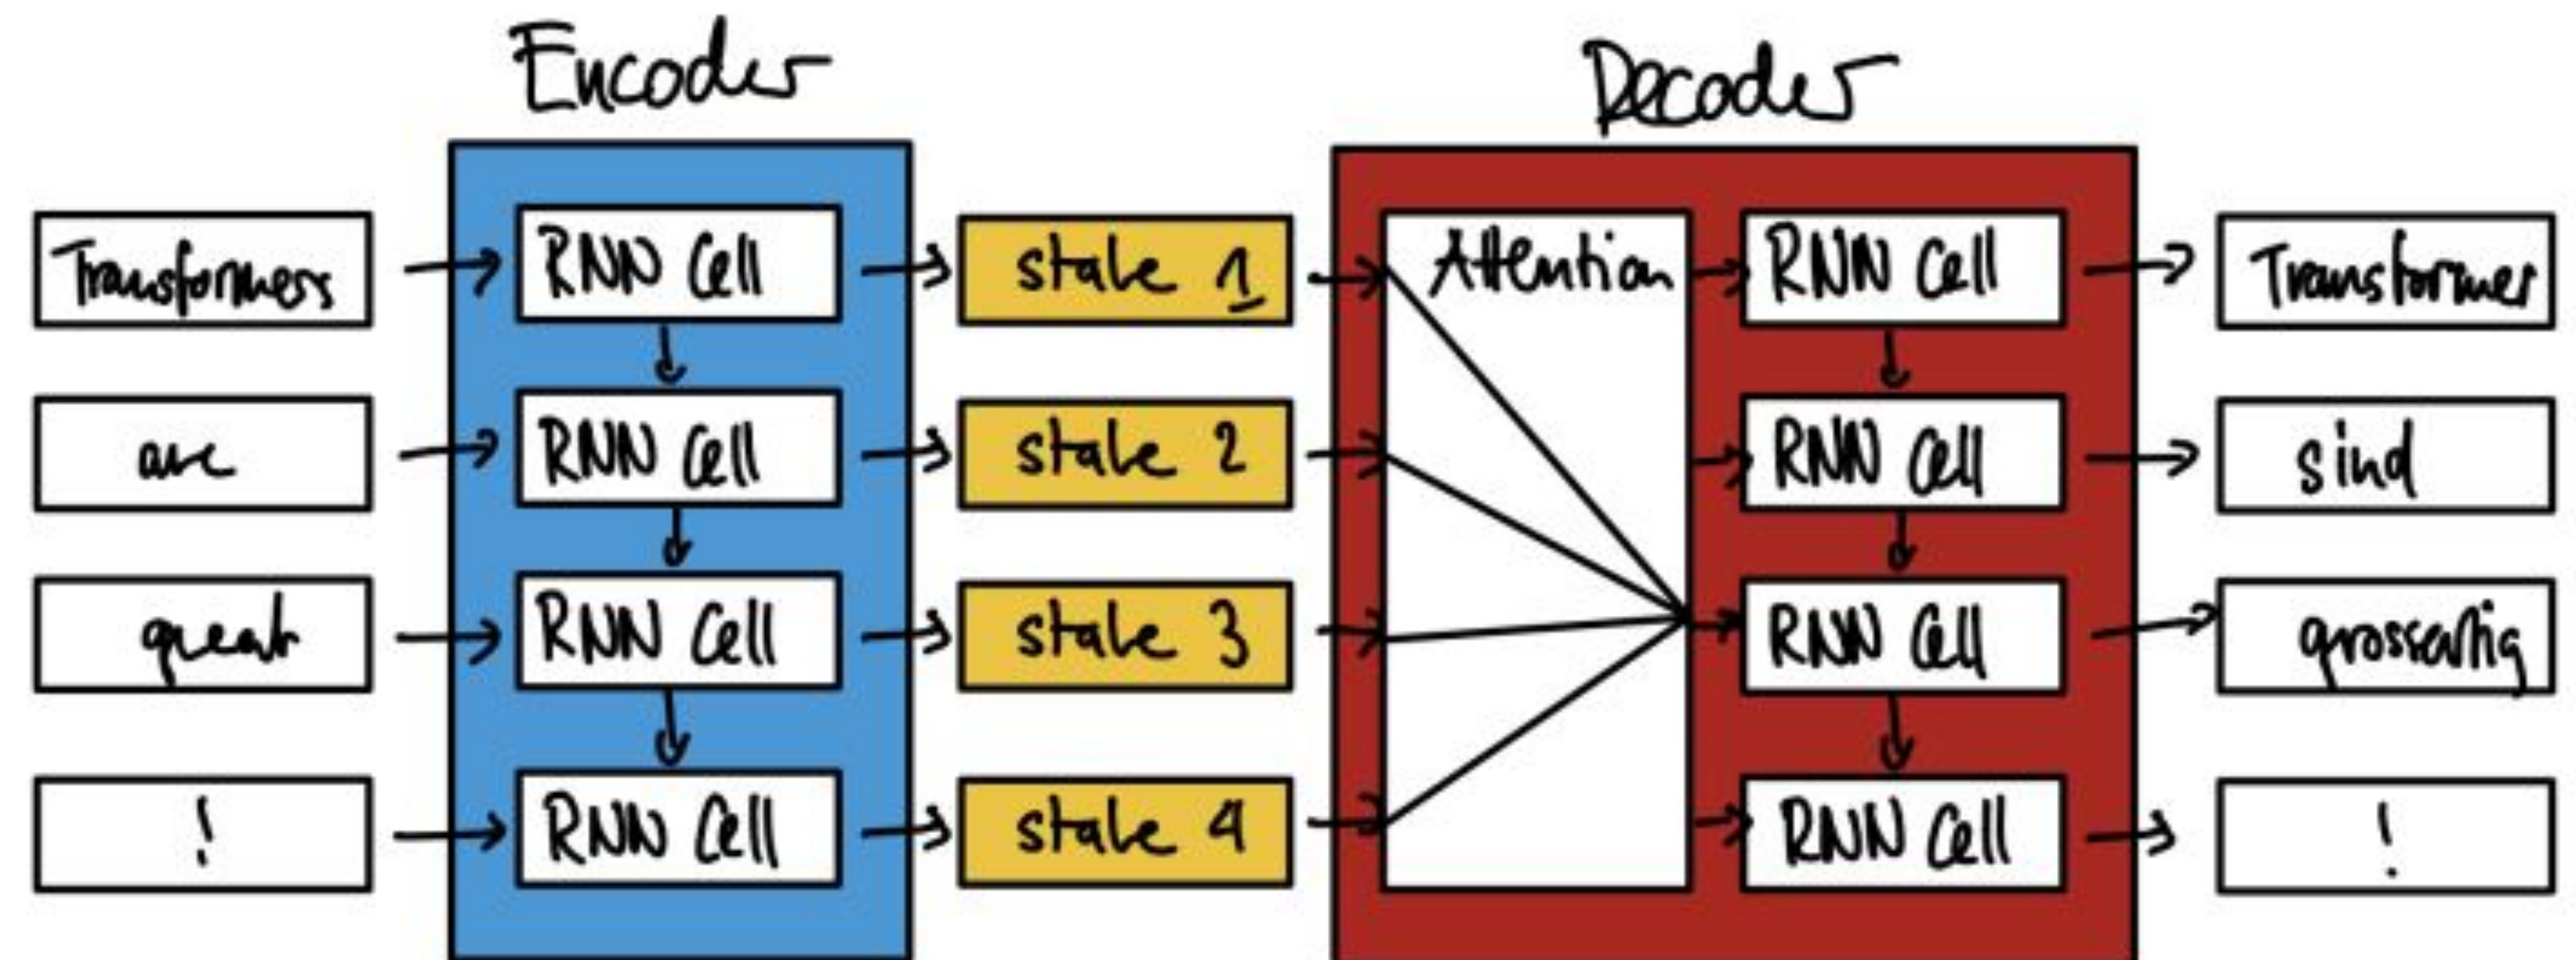 Encoder
Decoder
Transformers
RNN Cell
state 1
Attention
RNN Cell
Transformer
are
RNN Cell
state 2
RNN Cell
sind
great
RNN Cell
state 3
RNN Cell
grossartig
!
RNN Cell
state 4
RNN Cell
!